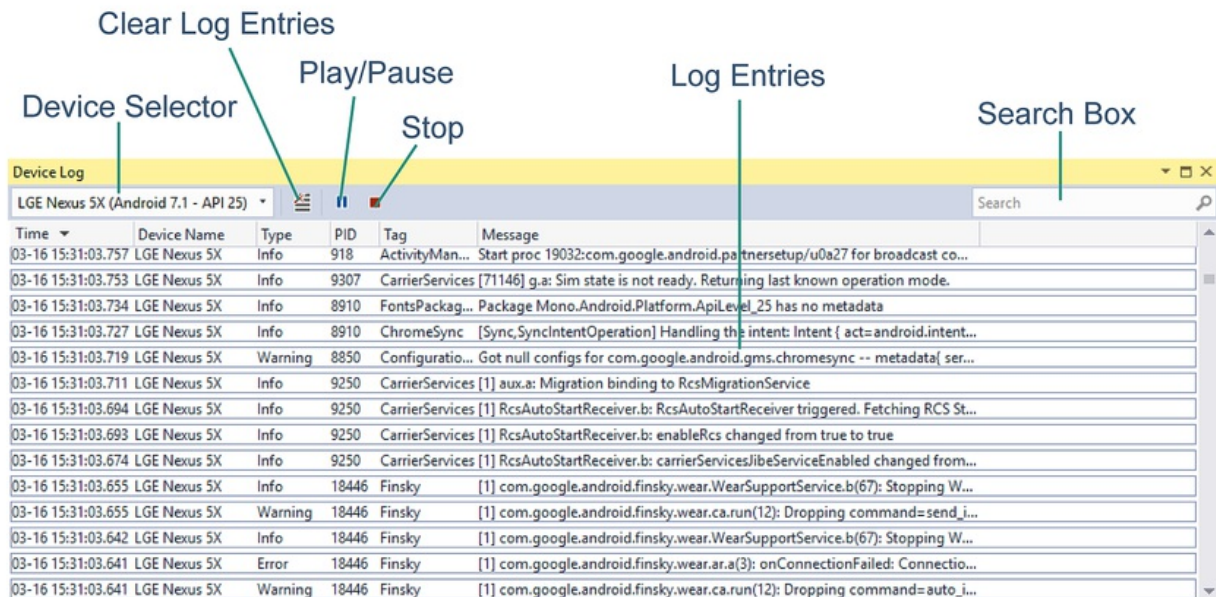 Clear Log Entries
Play/Pause
Log Entries
Device Selector
Stop
Search Box
Device Log
LGE Nexus 5X (Android 7.1 - API 25)
Search
Time Device Name Type PID Tag Message
03-16 15:31:03.757 LGE Nexus 5X Info 918 ActivityMan... Start proc 19032:com.google.android.partnersetup/u0a27 for broadcast co...
03-16 15:31:03.753 LGE Nexus 5X Info 9307 CarrierServices [71146] g.a: Sim state is not ready. Returning last known operation mode.
03-16 15:31:03.734 LGE Nexus 5X Info 8910 FontsPackag... Package Mono.Android.Platform.ApiLevel_25 has no metadata
03-16 15:31:03.727 LGE Nexus 5X Info 8910 ChromeSync [Sync,SyncIntentOperation] Handling the intent: Intent { act=android.intent...
03-16 15:31:03.719 LGE Nexus 5X Warning 8850 Configuratio... Got null configs for com.google.android.gms.chromesync -- metadata{ ser...
03-16 15:31:03.711 LGE Nexus 5X Info 9250 CarrierServices [1] aux.a: Migration binding to RcsMigrationService
03-16 15:31:03.694 LGE Nexus 5X Info 9250 CarrierServices [1] RcsAutoStartReceiver.b: RcsAutoStartReceiver triggered. Fetching RCS St...
03-16 15:31:03.693 LGE Nexus 5X Info 9250 CarrierServices [1] RcsAutoStartReceiver.b: enableRcs changed from true to true
03-16 15:31:03.674 LGE Nexus 5X Info 9250 CarrierServices [1] RcsAutoStartReceiver.b: carrierServicesJibeServiceEnabled changed from...
03-16 15:31:03.655 LGE Nexus 5X Info 18446 Finsky [1] com.google.android.finsky.wear.WearSupportService.b(67): Stopping W...
03-16 15:31:03.655 LGE Nexus 5X Warning 18446 Finsky [1] com.google.android.finsky.wear.ca.run(12): Dropping command=send_i...
03-16 15:31:03.642 LGE Nexus 5X Info 18446 Finsky [1] com.google.android.finsky.wear.WearSupportService.b(67): Stopping W...
03-16 15:31:03.641 LGE Nexus 5X Error 18446 Finsky [1] com.google.android.finsky.wear.ar.a(3): onConnectionFailed: Connectio...
03-16 15:31:03.641 LGE Nexus 5X Warning 18446 Finsky [1] com.google.android.finsky.wear.ca.run(12): Dropping command=auto_i...